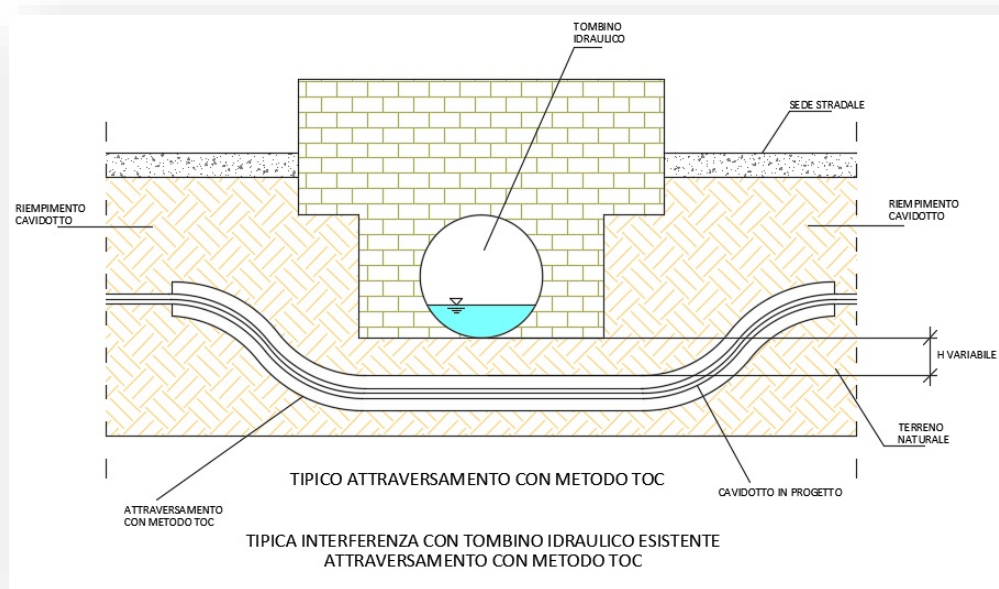 TOMBINO
IDRAULICO
SEDE STRADALE
RIEMPIMENTO
CAVIDOTTO
RIEMPIMENTO
CAVIDOTTO
H VARIABILE
TERRENO
NATURALE
TIPICO ATTRAVERSAMENTO CON METODO TOC
CAVIDOTTO IN PROGETTO
ATTRAVERSAMENTO
CON METODO TOC
TIPICA INTERFERENZA CON TOMBINO IDRAULICO ESISTENTE
ATTRAVERSAMENTO CON METODO TOC